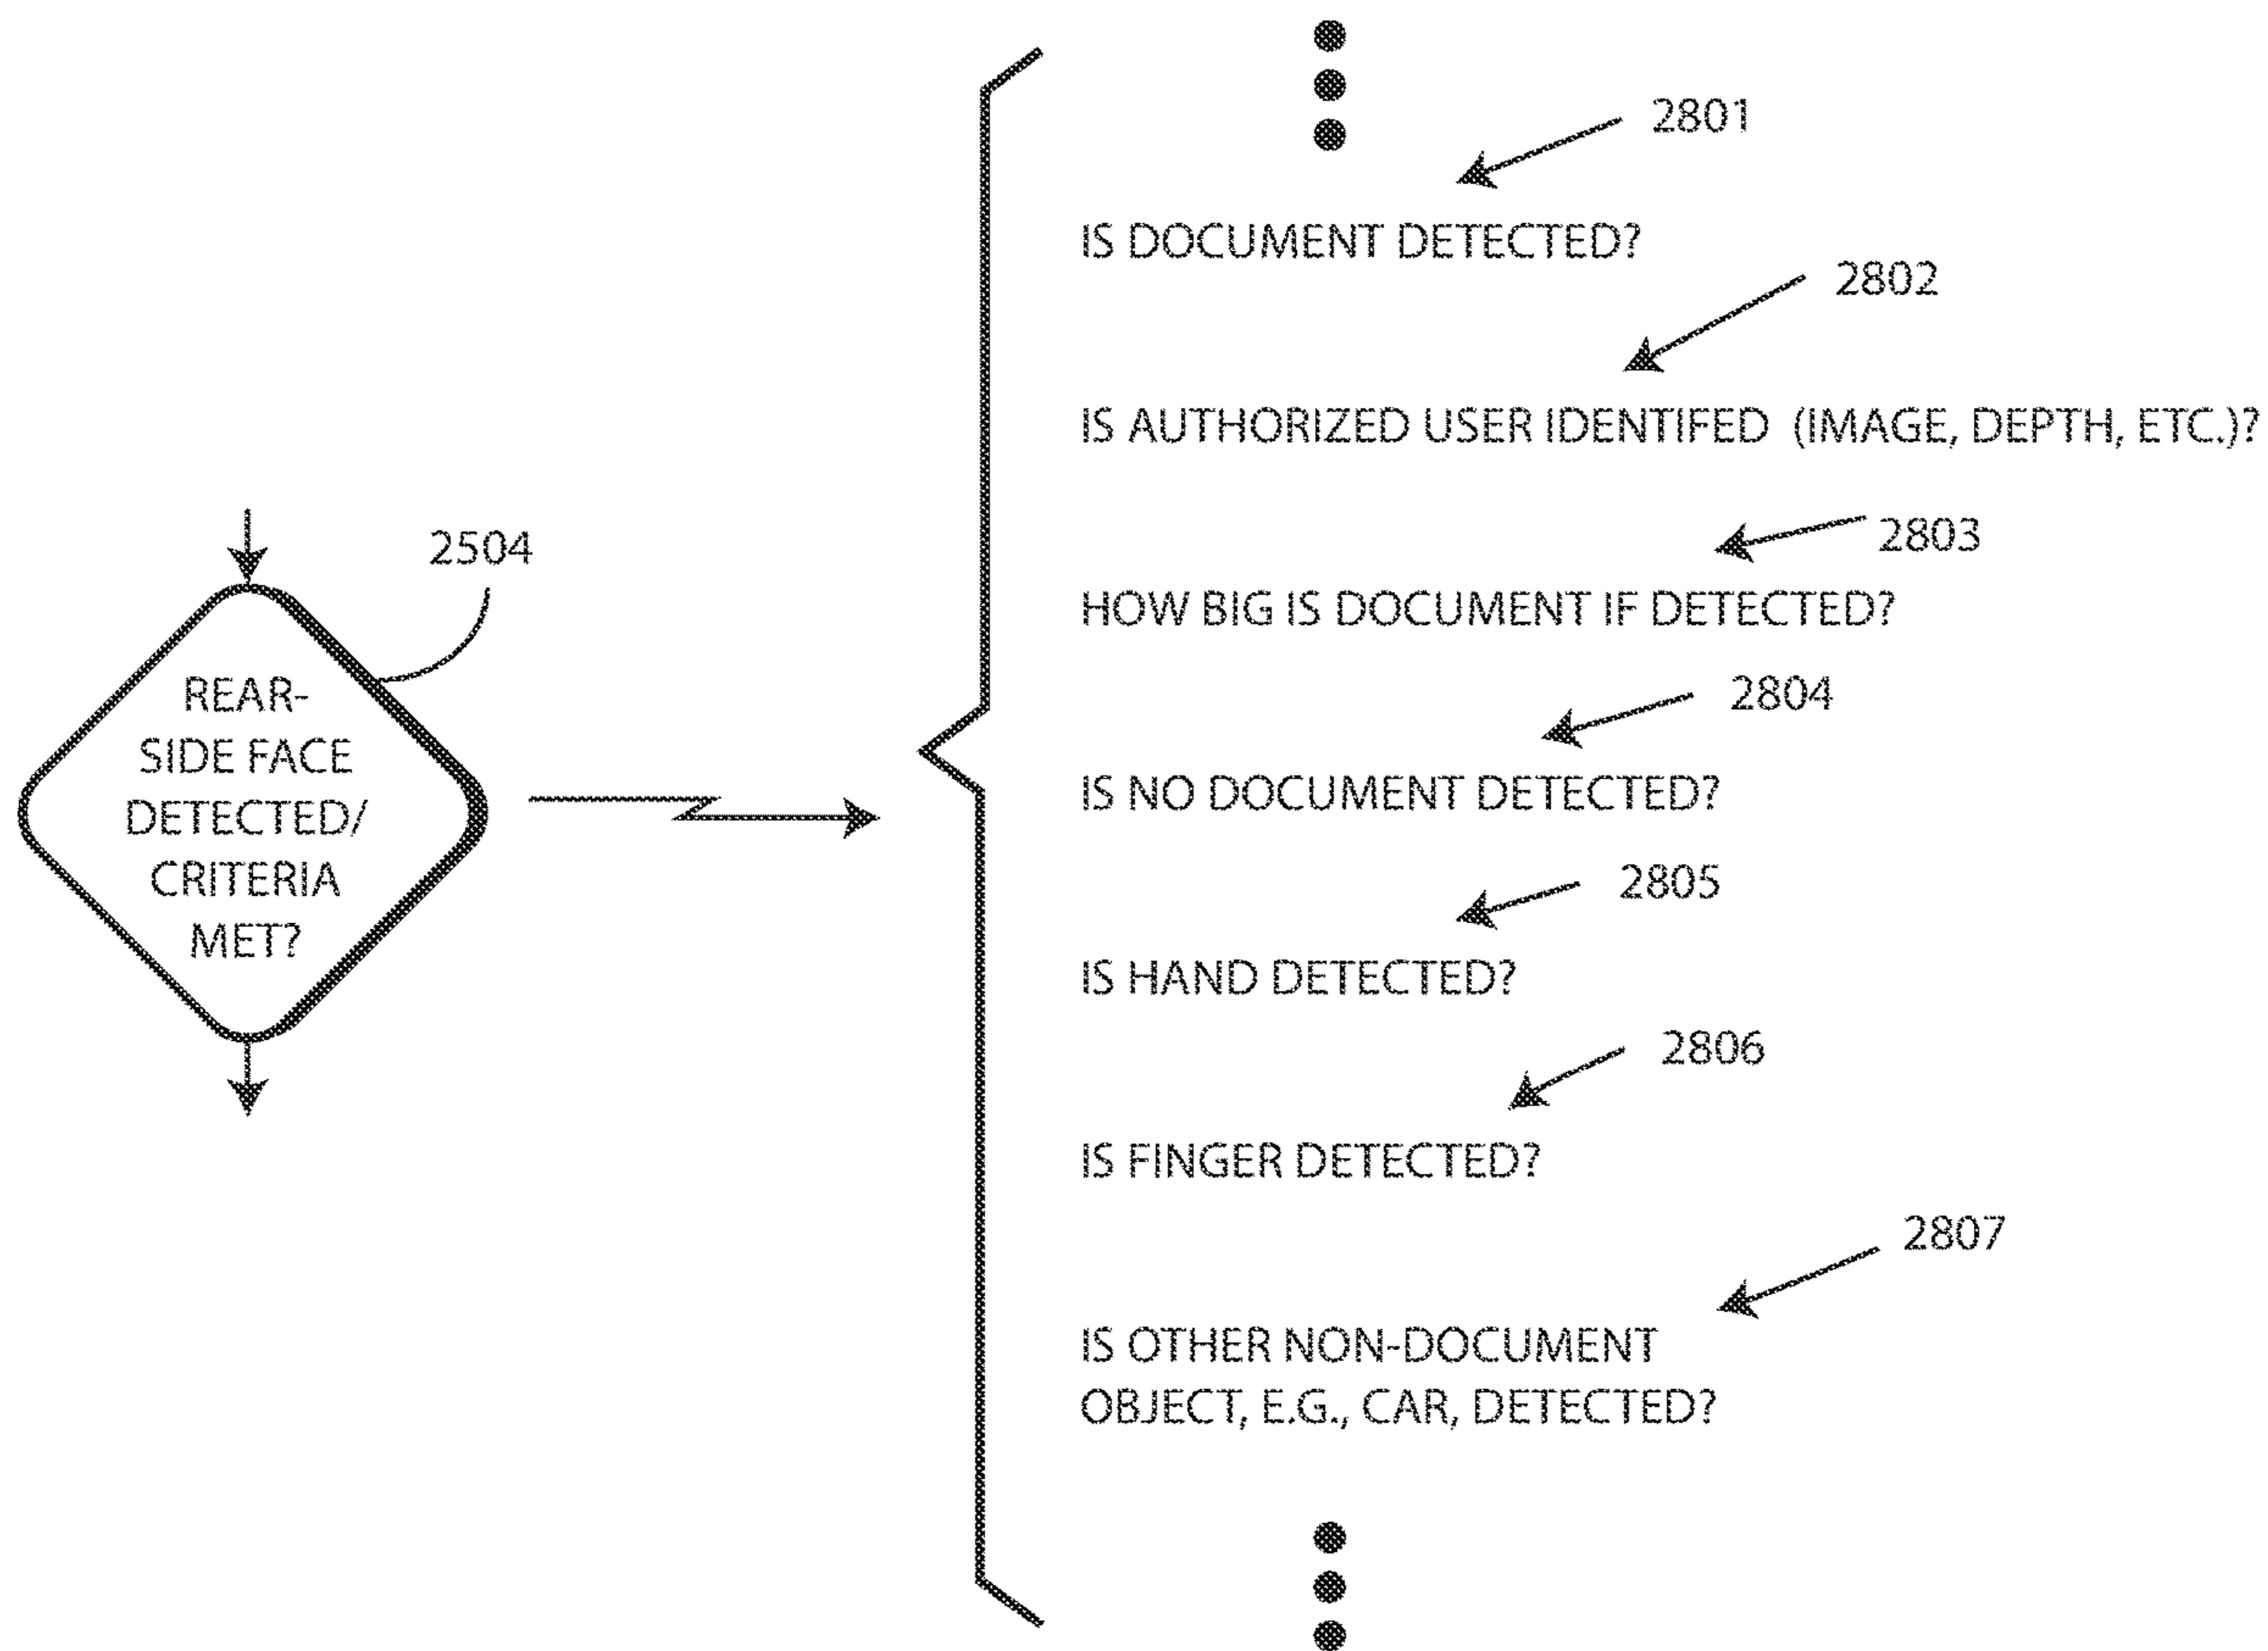 2504
REAR-
SIDE FACE
DETECTED/
CRITERIA
MET?
2801
IS DOCUMENT DETECTED?
2802
IS AUTHORIZED USER IDENTIFED (IMAGE, DEPTH, ETC.)?
2803
HOW BIG IS DOCUMENT IF DETECTED?
2804
IS NO DOCUMENT DETECTED?
2805
IS HAND DETECTED?
2806
IS FINGER DETECTED?
2807
IS OTHER NON-DOCUMENT
OBJECT, E.G., CAR, DETECTED?